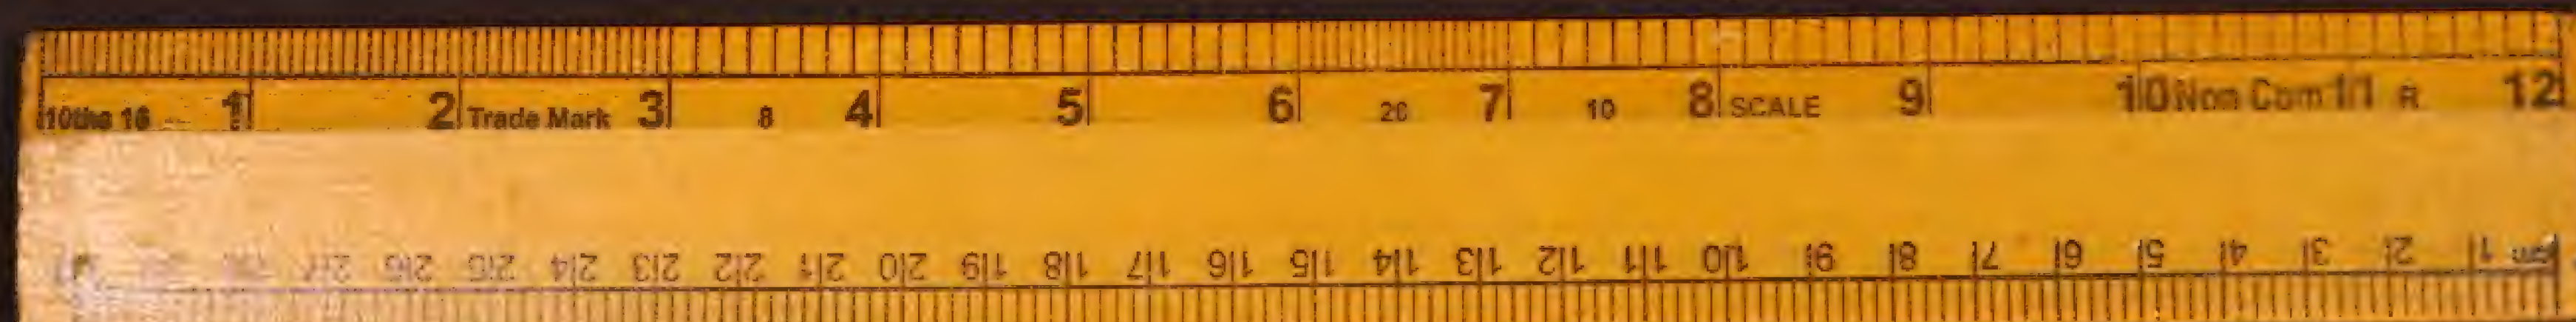 10ths 16 1 2 Trade Mark 3 8 4 5 6 20 7 10 8 SCALE 9 10 Non Com 11 R 12
cm 1 2 3 4 5 6 7 8 9 10 11 12 13 14 15 16 17 18 19 20 21 22 23 24 25 26 27